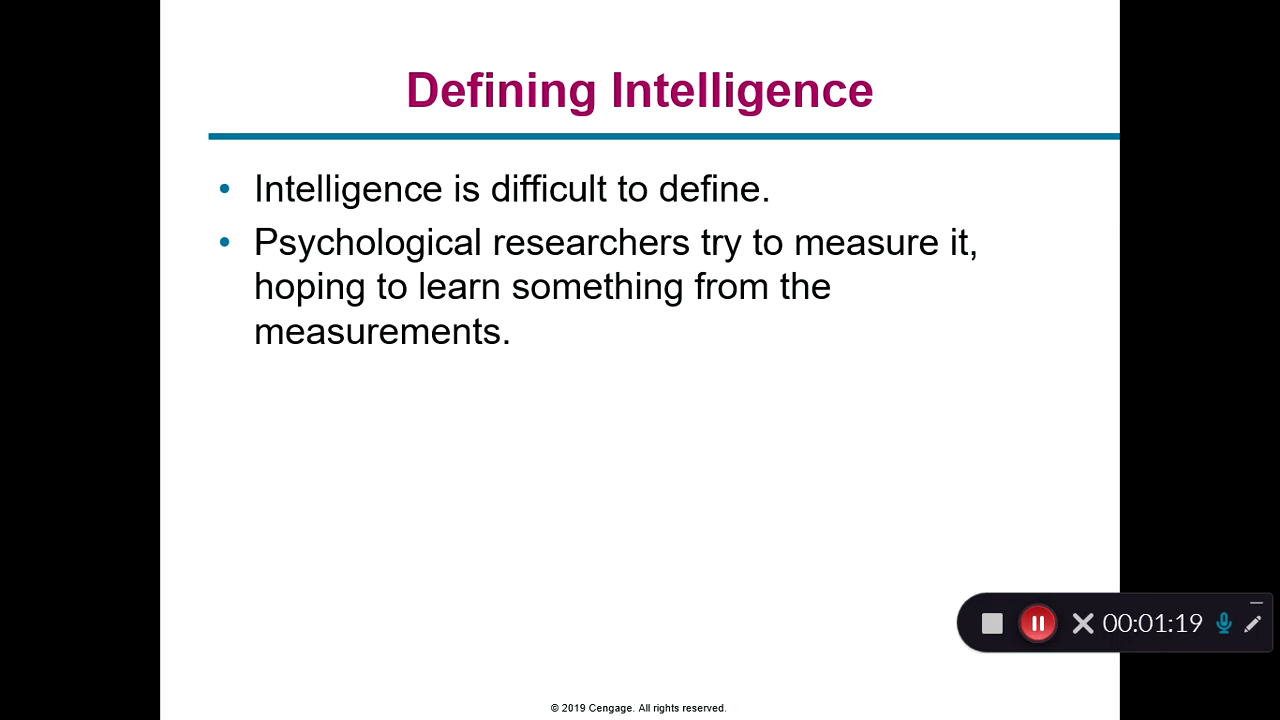 Defining Intelligence
• Intelligence is difficult to define.
• Psychological researchers try to measure it,
hoping to learn something from the
measurements.
00:01:19
© 2019 Cengage. All rights reserved.